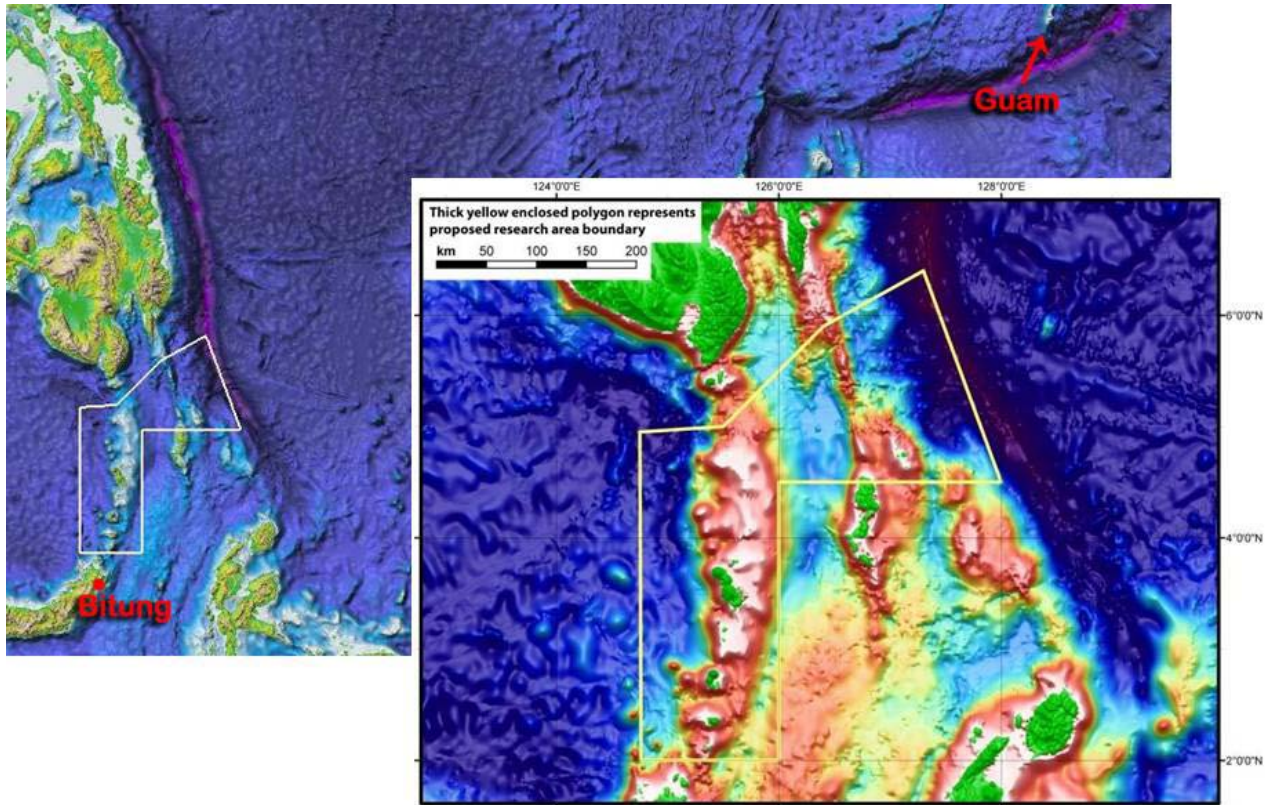 Guam
124°0'0"E
126°0'0"E
128°0'0"E
Thick yellow enclosed polygon represents
proposed research area boundary
km 50 100 150 200
6°0'0"N
4°0'0"N
Bitung
2°0'0"N